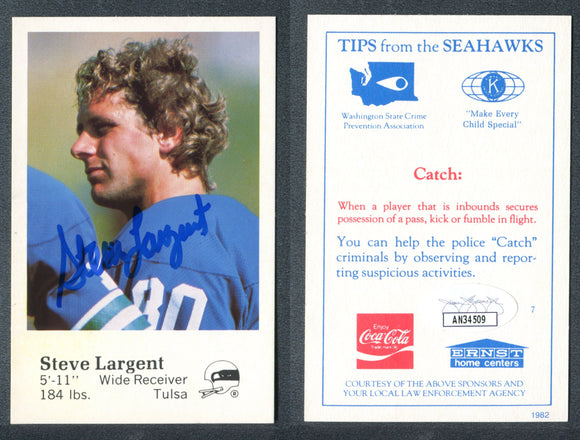 Steve Largent
80
Steve Largent
5'-11" Wide Receiver
184 lbs. Tulsa
®
TIPS from the SEAHAWKS
Washington State Crime
Prevention Association
K
"Make Every
Child Special"
Catch:
When a player that is inbounds secures
possession of a pass, kick or fumble in flight.
You can help the police "Catch"
criminals by observing and repor-
ting suspicious activities.
AN34509
7
Enjoy
Coca-Cola
ERNST
home centers
COURTESY OF THE ABOVE SPONSORS AND
YOUR LOCAL LAW ENFORCEMENT AGENCY
1982